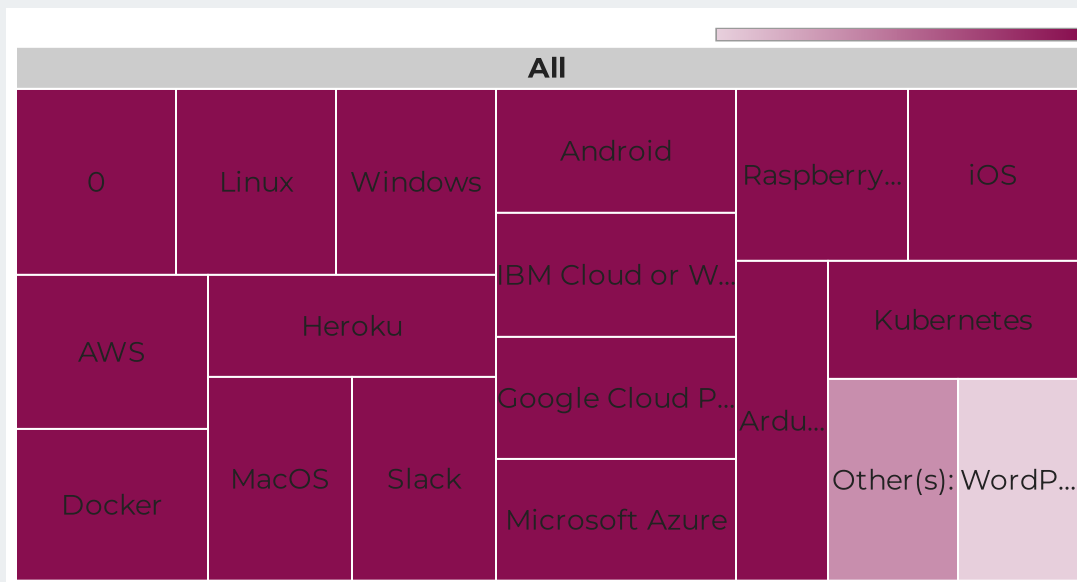 All
0
Linux
Windows
Android
Raspberry...
iOS
IBM Cloud or W...
AWS
Heroku
Kubernetes
Google Cloud P...
Ardu...
MacOS
Slack
Other(s):
WordP...
Docker
Microsoft Azure